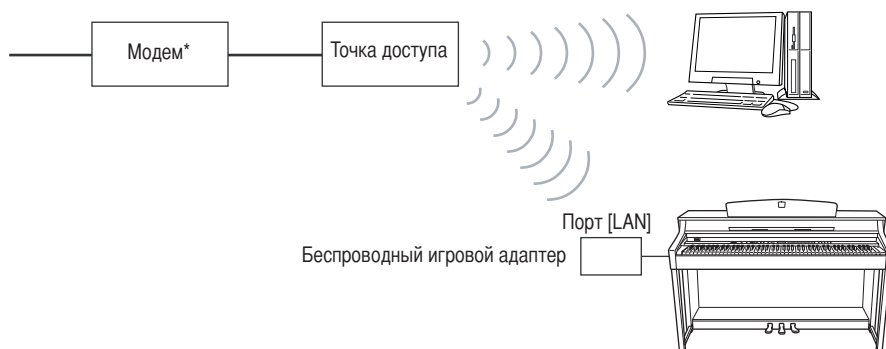 Модем*
Точка доступа
Порт [LAN]
Беспроводный игровой адаптер